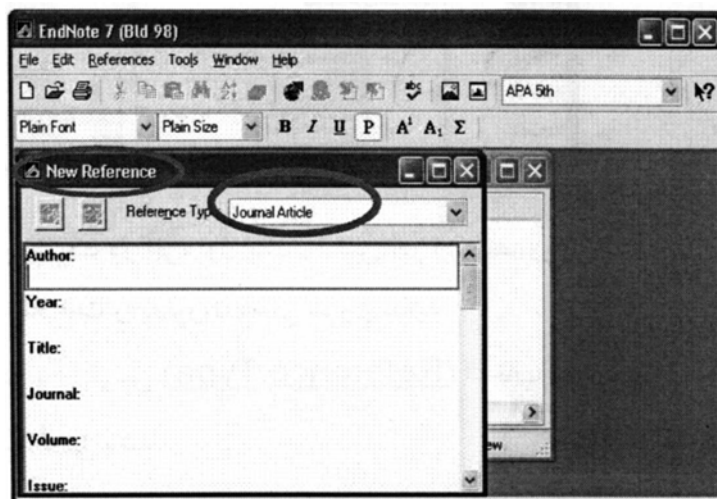 EndNote 7 (Bld 98)
File Edit References Tools Window Help
APA 5th
Plain Font Plain Size B I U P A¹ A₁ Σ
New Reference
Reference Typ Journal Article
Author:
Year:
Title:
Journal:
Volume:
Issue:
ew